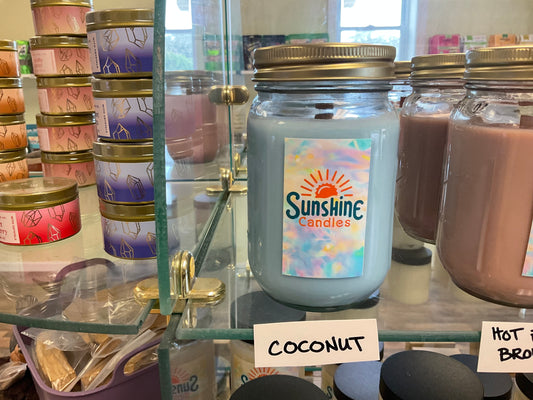 Sunshine
Candles
COCONUT
HOT
BRO